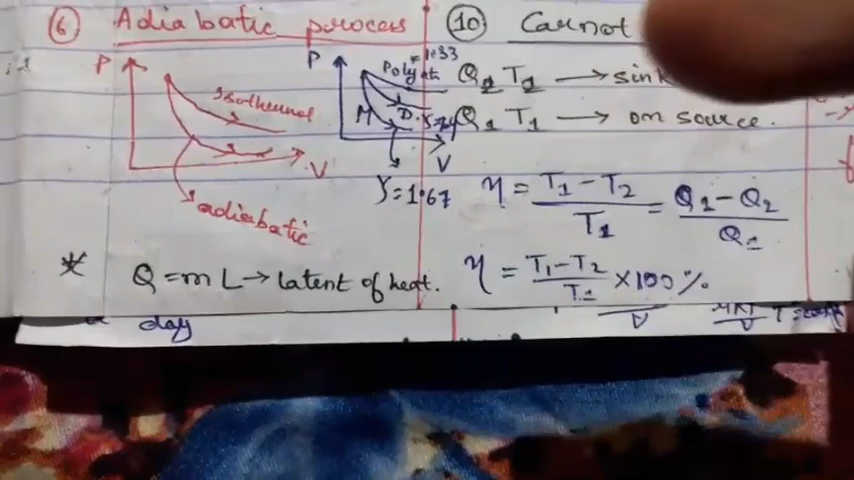 ⑥ Adiabatic process
P
Isothermal
V
adiabatic
P
= 1.33
Polyat.
M
D.
V
γ=1.67
⑩ Carnot
Q2 T2 → sink
Q1 T1 → on source.
η = T1 - T2 / T1 = Q1 - Q2 / Q1
* Q = mL → latent of heat.
η = T1 - T2 / T1 × 100 %
day
V